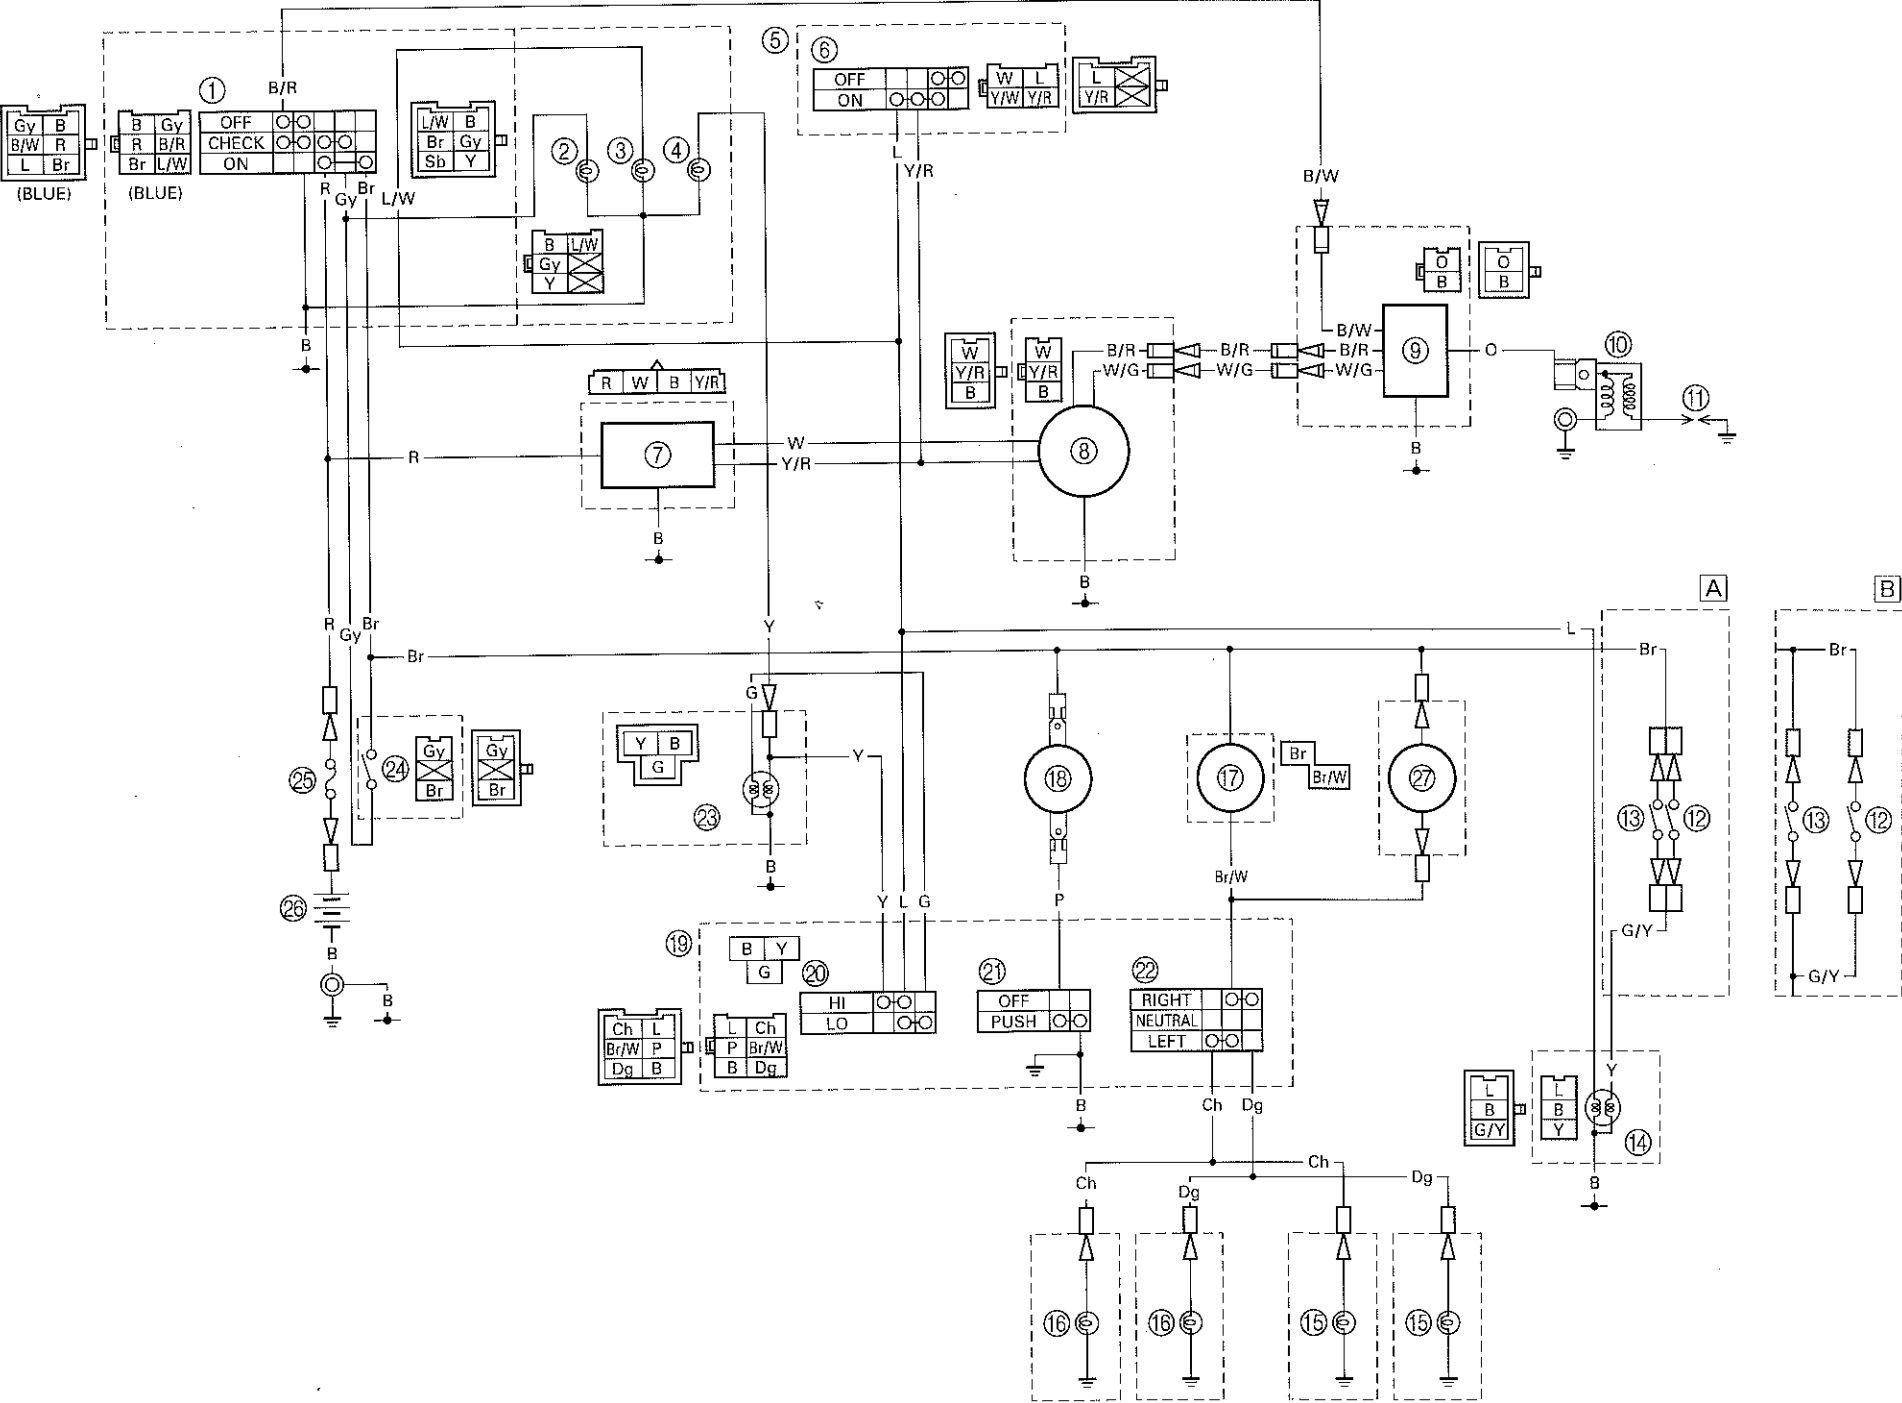 B/R
①
Gy B
B/W R
L Br
(BLUE)
B Gy
R B/R
Br L/W
(BLUE)
OFF
CHECK
ON
R
Gy
Br
L/W
L/W B
Br Gy
Sb Y
②
③
④
B L/W
Gy
Y
B
⑤
⑥
OFF
ON
W L
Y/W Y/R
L
Y/R
L
Y/R
B/W
R W B Y/R
⑦
R
W
Y/R
B
W
Y/R
B
W
Y/R
B
B/R
B/R
B/R
W/G
W/G
W/G
B/W
⑧
B
O
B
O
B
⑨
O
B
⑩
⑪
A
B
R
Gy
Br
Br
Y
L
Br
Br
G
Y
㉕
㉔
Gy
Br
Gy
Br
Y B
G
㉓
B
⑱
⑰
Br
Br/W
㉗
⑬
⑫
⑬
⑫
Br/W
P
G/Y
G/Y
㉖
B
B
Y
L
G
⑲
B Y
G
⑳
HI
LO
㉑
OFF
PUSH
㉒
RIGHT
NEUTRAL
LEFT
Ch L
Br/W P
Dg B
L Ch
P Br/W
B Dg
B
Ch
Dg
L
B
G/Y
L
B
Y
Y
⑭
B
Ch
Ch
Dg
Dg
⑯
⑯
⑮
⑮